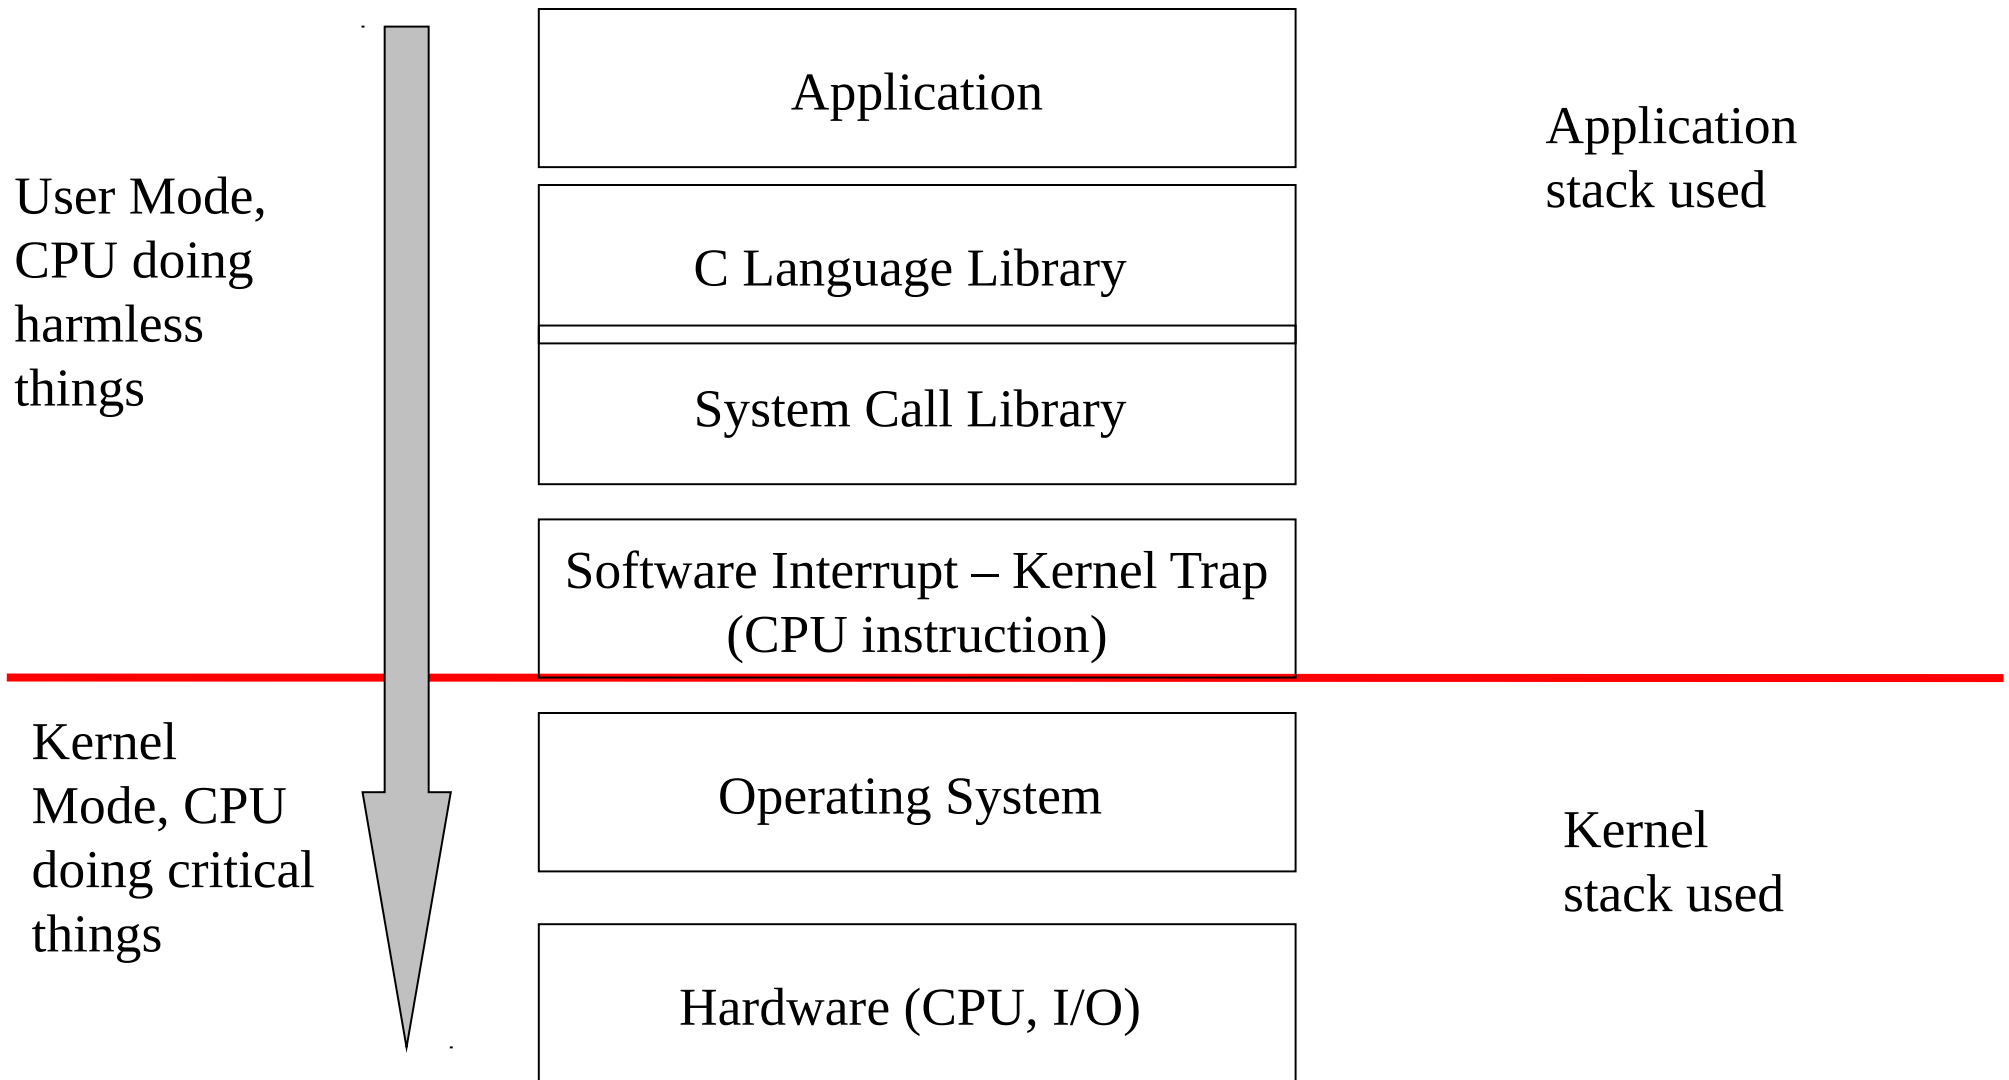 Application
Application
stack used
User Mode,
CPU doing
harmless
things
C Language Library
System Call Library
Software Interrupt – Kernel Trap
(CPU instruction)
Kernel
Mode, CPU
doing critical
things
Operating System
Kernel
stack used
Hardware (CPU, I/O)